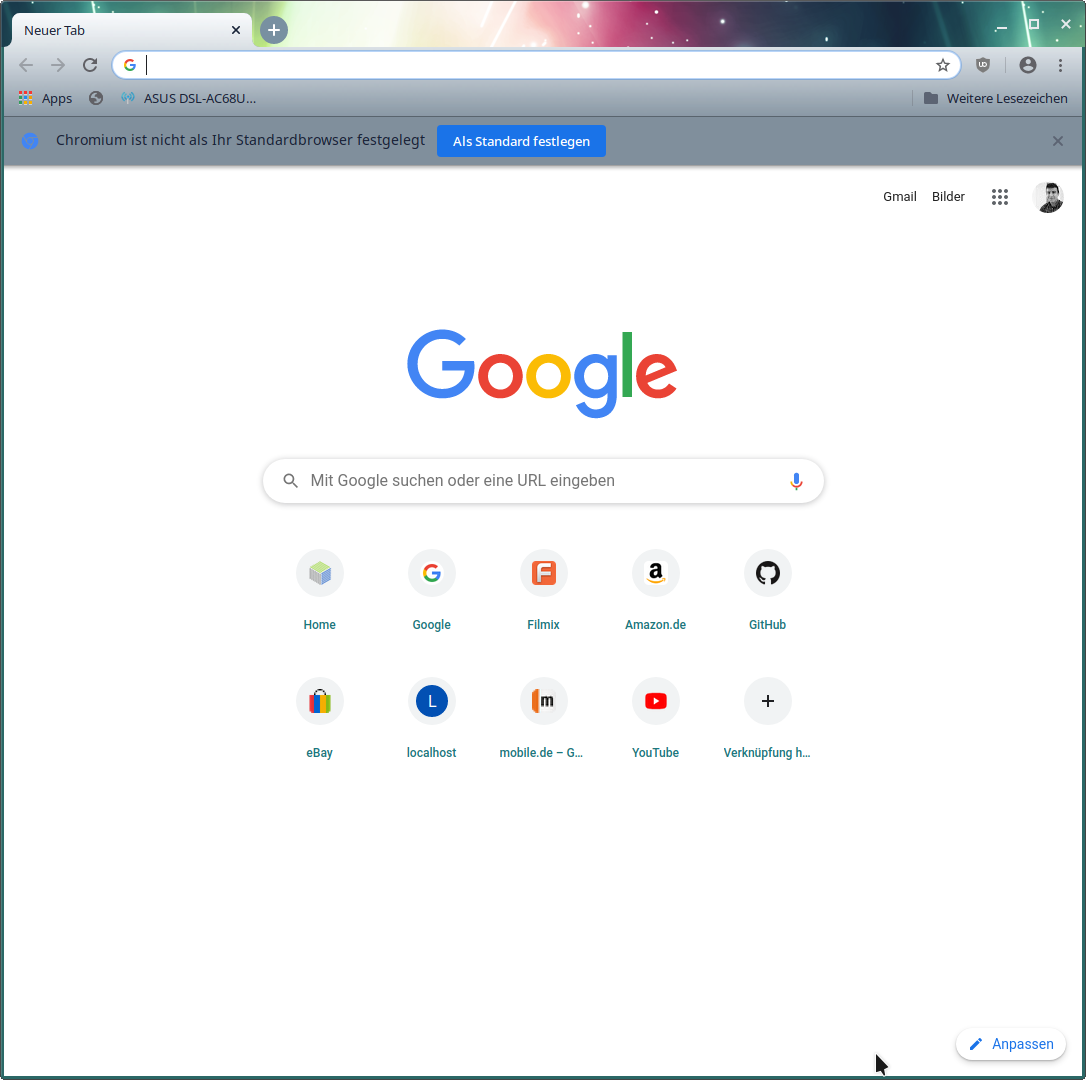 Neuer Tab
Apps
ASUS DSL-AC68U...
Weitere Lesezeichen
Chromium ist nicht als Ihr Standardbrowser festgelegt
Als Standard festlegen
Gmail Bilder
Google
Mit Google suchen oder eine URL eingeben
Home Google Filmix Amazon.de GitHub
L m
eBay localhost mobile.de – G... YouTube Verknüpfung h...
Anpassen